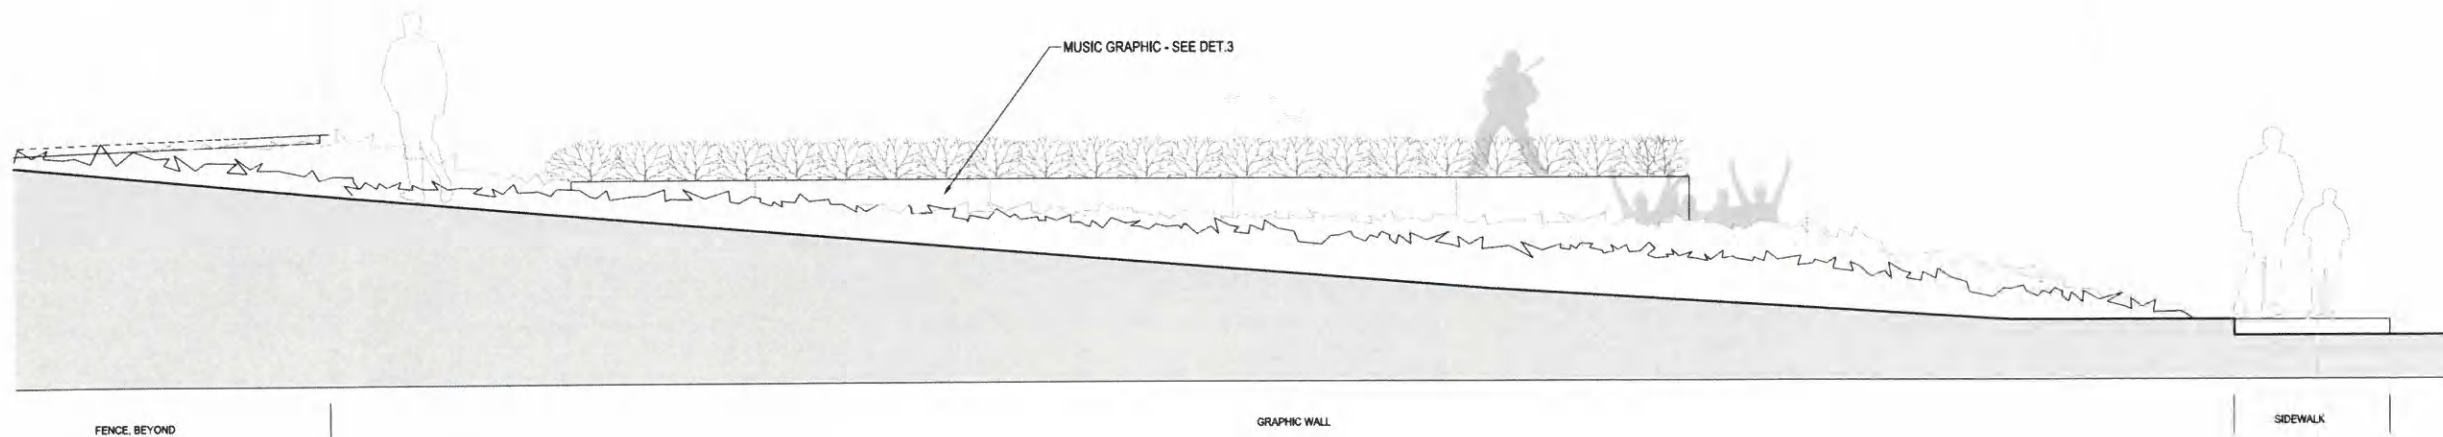 MUSIC GRAPHIC - SEE DET.3
FENCE, BEYOND
GRAPHIC WALL
SIDEWALK